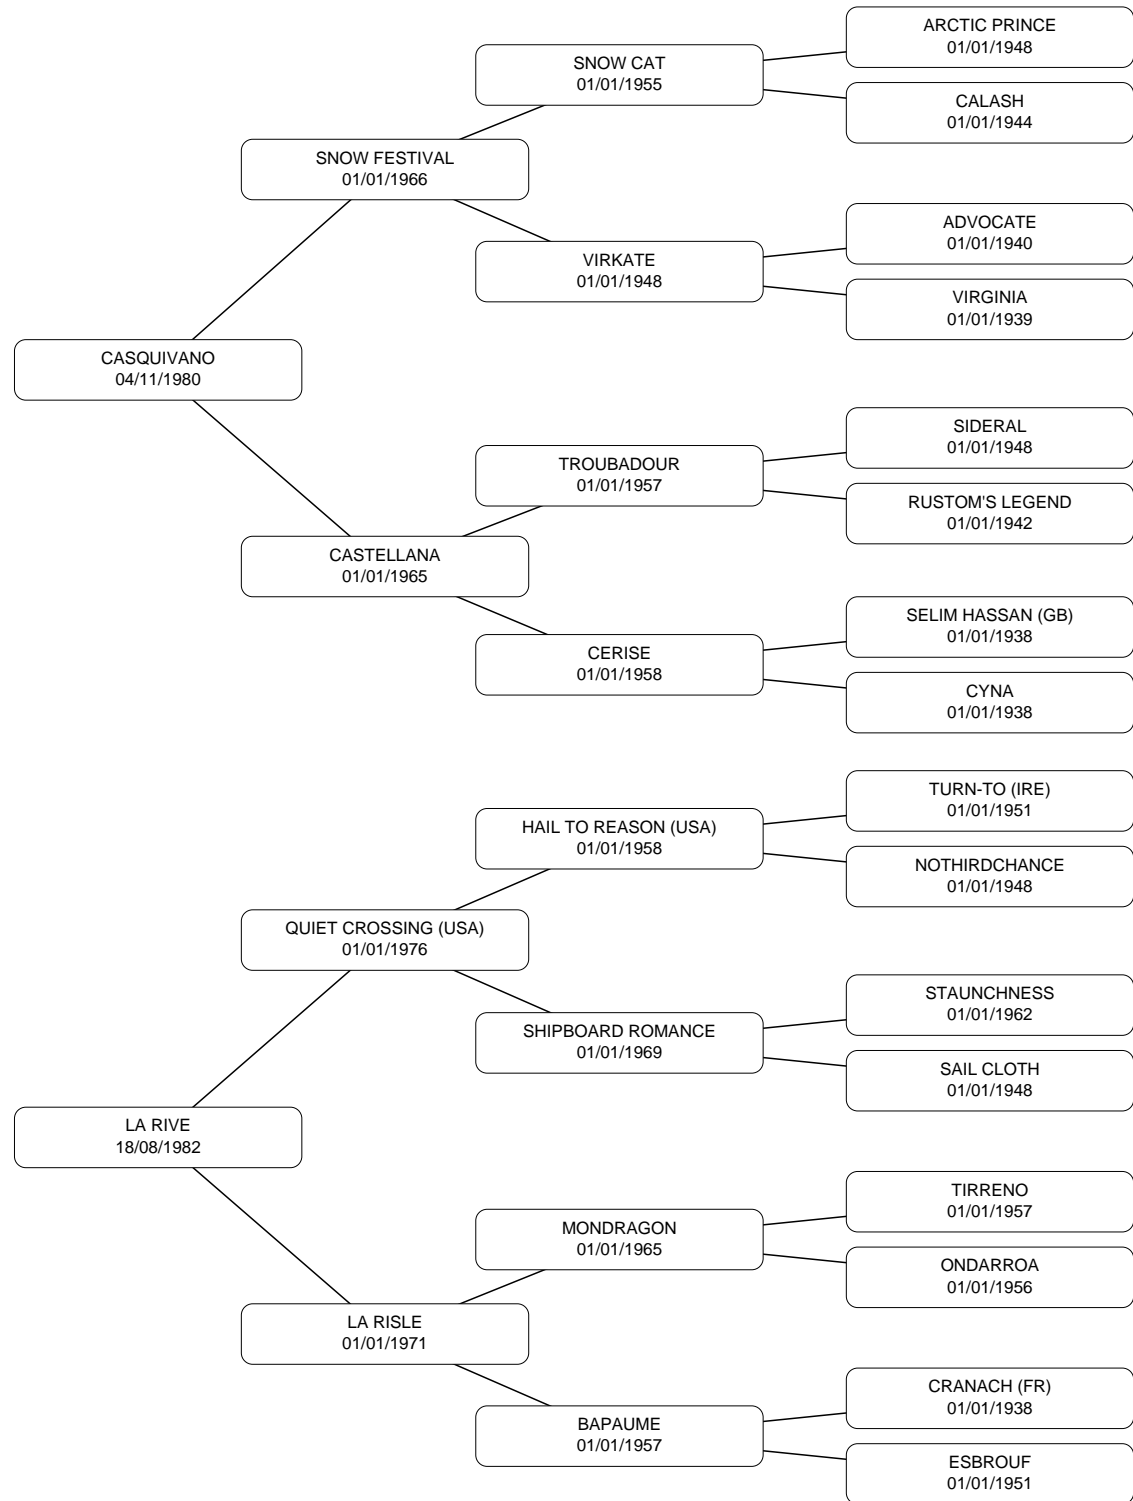 ARCTIC PRINCE
01/01/1948
SNOW CAT
01/01/1955
CALASH
01/01/1944
SNOW FESTIVAL
01/01/1966
ADVOCATE
01/01/1940
VIRKATE
01/01/1948
VIRGINIA
01/01/1939
CASQUIVANO
04/11/1980
SIDERAL
01/01/1948
TROUBADOUR
01/01/1957
RUSTOM'S LEGEND
01/01/1942
CASTELLANA
01/01/1965
SELIM HASSAN (GB)
01/01/1938
CERISE
01/01/1958
CYNA
01/01/1938
TURN-TO (IRE)
01/01/1951
HAIL TO REASON (USA)
01/01/1958
NOTHIRDCHANCE
01/01/1948
QUIET CROSSING (USA)
01/01/1976
STAUNCHNESS
01/01/1962
SHIPBOARD ROMANCE
01/01/1969
SAIL CLOTH
01/01/1948
LA RIVE
18/08/1982
TIRRENO
01/01/1957
MONDRAGON
01/01/1965
ONDARROA
01/01/1956
LA RISLE
01/01/1971
CRANACH (FR)
01/01/1938
BAPAUME
01/01/1957
ESBROUF
01/01/1951